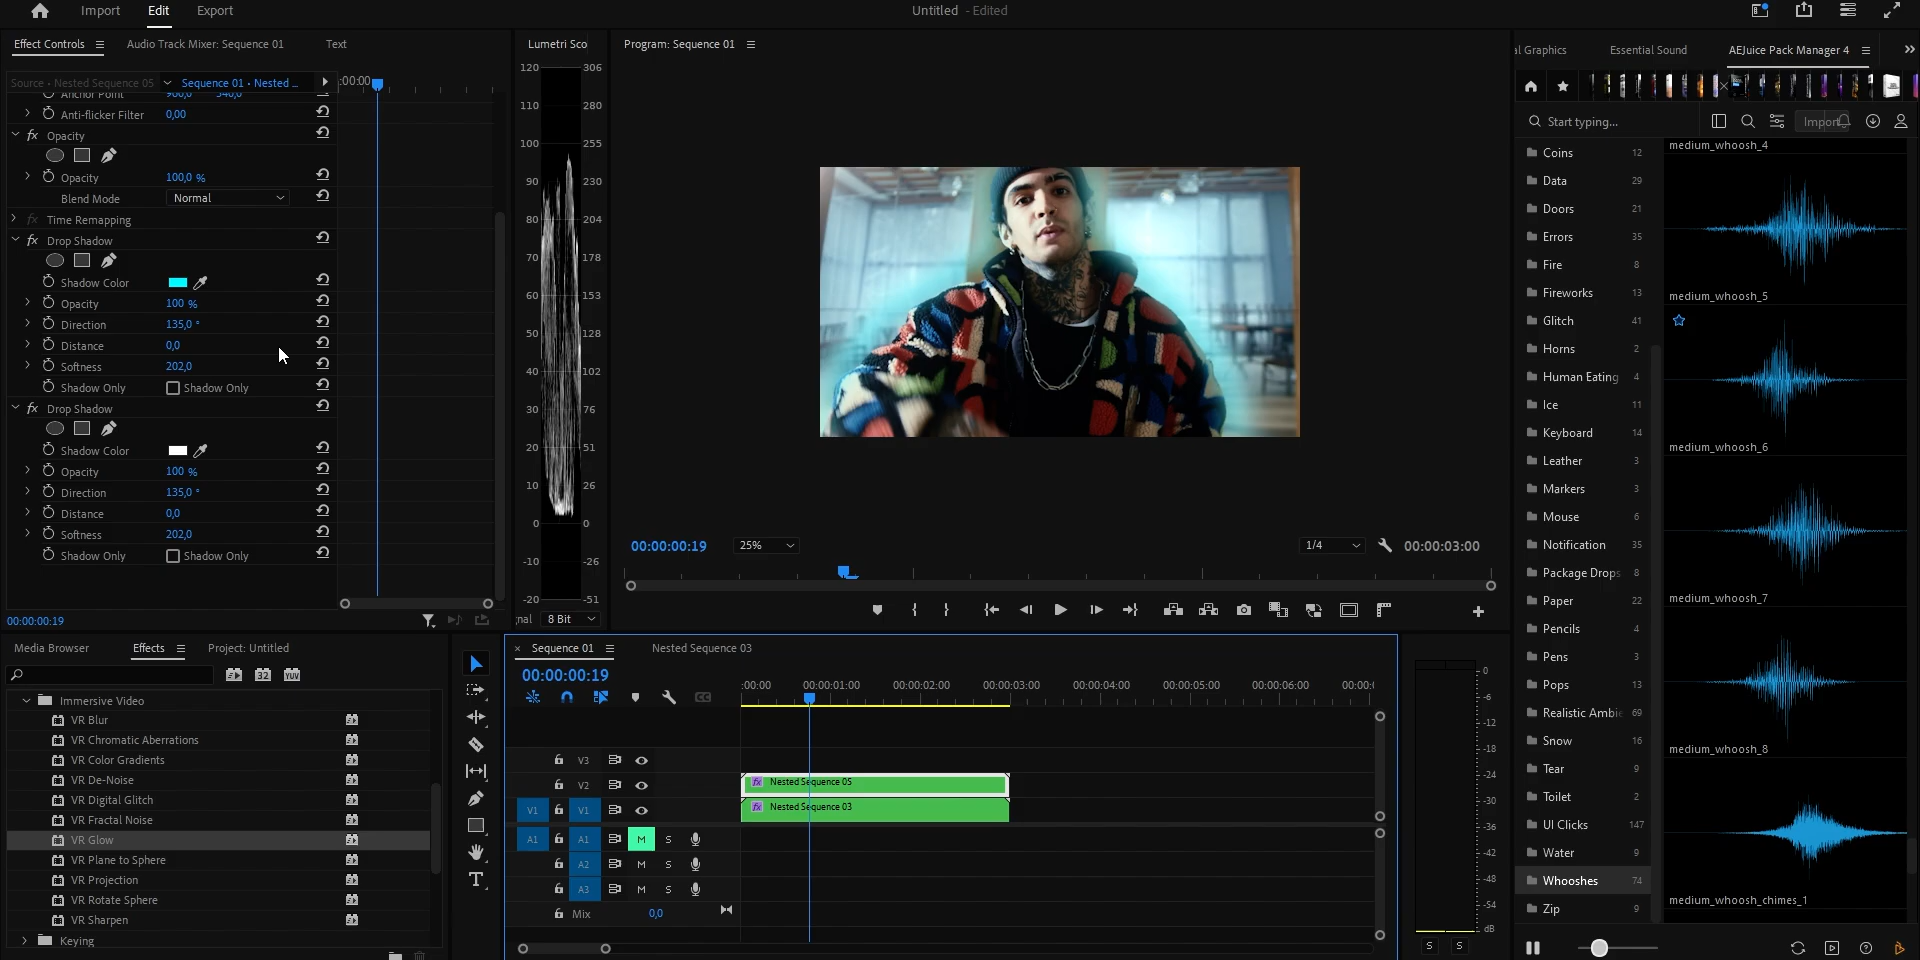 Import
Edit
Export
Untitled - Edited
Effect Controls
Audio Track Mixer: Sequence 01
Text
Source • Nested Sequence 05
Sequence 01 • Nested ...
:00:00
Anchor Point
Anti-flicker Filter
0,00
fx Opacity
Opacity
100,0 %
Blend Mode
Normal
fx Time Remapping
fx Drop Shadow
Shadow Color
Opacity
100 %
Direction
135,0 °
Distance
0,0
Softness
202,0
Shadow Only
Shadow Only
fx Drop Shadow
Shadow Color
Opacity
100 %
Direction
135,0 °
Distance
0,0
Softness
202,0
Shadow Only
Shadow Only
00:00:00:19
Lumetri Sco
120 306
110 280
100 255
90 230
80 204
70 178
60 153
50 128
40 102
30 76
20 51
10 26
0 0
-10 -26
-20 -51
nal
8 Bit
Program: Sequence 01
00:00:00:19
25%
1/4
00:00:03:00
Media Browser
Effects
Project: Untitled
32
YUV
Immersive Video
VR Blur
VR Chromatic Aberrations
VR Color Gradients
VR De-Noise
VR Digital Glitch
VR Fractal Noise
VR Glow
VR Plane to Sphere
VR Projection
VR Rotate Sphere
VR Sharpen
Keying
T
× Sequence 01
Nested Sequence 03
00:00:00:19
CC
:00:00
00:00:01:00
00:00:02:00
00:00:03:00
00:00:04:00
00:00:05:00
00:00:06:00
00:00:0
V3
V2
fx Nested Sequence 05
V1
V1
fx Nested Sequence 03
A1
A1
M
S
A2
M
S
A3
M
S
Mix
0,0
0
-6
-12
-18
-24
-30
-36
-42
-48
-54
dB
S
S
al Graphics
Essential Sound
AEJuice Pack Manager 4
Start typing...
Import
Coins 12
Data 29
Doors 21
Errors 35
Fire 8
Fireworks 13
Glitch 41
Horns 2
Human Eating 4
Ice 11
Keyboard 14
Leather 3
Markers 3
Mouse 6
Notification 35
Package Drops 8
Paper 22
Pencils 4
Pens 3
Pops 13
Realistic Ambi 69
Snow 16
Tear 9
Toilet 2
UI Clicks 147
Water 9
Whooshes 74
Zip 9
medium_whoosh_4
medium_whoosh_5
medium_whoosh_6
medium_whoosh_7
medium_whoosh_8
medium_whoosh_chimes_1